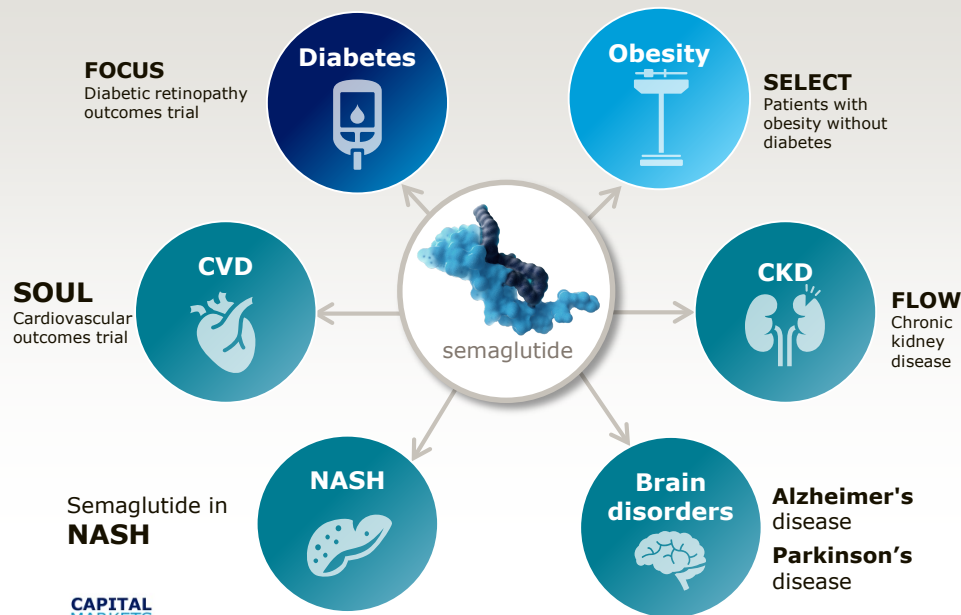 Diabetes
FOCUS
Diabetic retinopathy
outcomes trial
Obesity
SELECT
Patients with
obesity without
diabetes
CVD
SOUL
Cardiovascular
outcomes trial
semaglutide
CKD
FLOW
Chronic
kidney
disease
NASH
Semaglutide in
NASH
Brain
disorders
Alzheimer's
disease
Parkinson’s
disease
CAPITAL
MARKETS